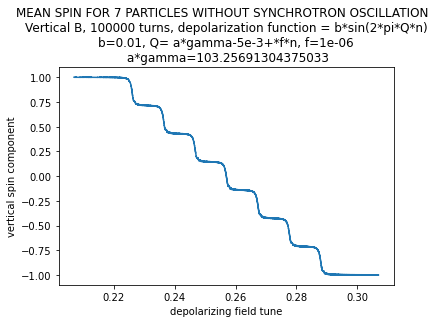 MEAN SPIN FOR 7 PARTICLES WITHOUT SYNCHROTRON OSCILLATION
Vertical B, 100000 turns, depolarization function = b*sin(2*pi*Q*n)
b=0.01, Q= a*gamma-5e-3+*f*n, f=1e-06
a*gamma=103.25691304375033
1.00
0.75
0.50
0.25
0.00
−0.25
−0.50
−0.75
−1.00
vertical spin component
0.22 0.24 0.26 0.28 0.30
depolarizing field tune